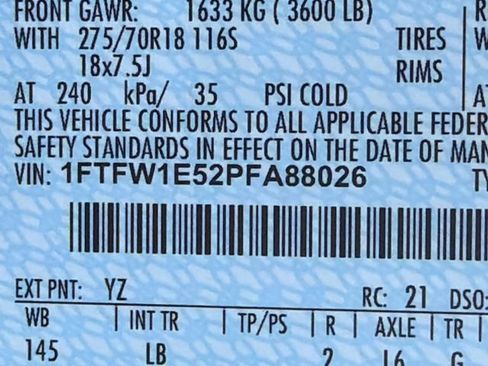 FRONT GAWR: 1633 KG ( 3600 LB) R
WITH 275/70R18 116S TIRES W
18x7.5J RIMS
AT 240 kPa/ 35 PSI COLD AT
THIS VEHICLE CONFORMS TO ALL APPLICABLE FEDER
SAFETY STANDARDS IN EFFECT ON THE DATE OF MAN
VIN: 1FTFW1E52PFA88026 TY
EXT PNT: YZ RC: 21 DSO:
WB | INT TR | TP/PS | R | AXLE | TR |
145 LB 2 L6 G